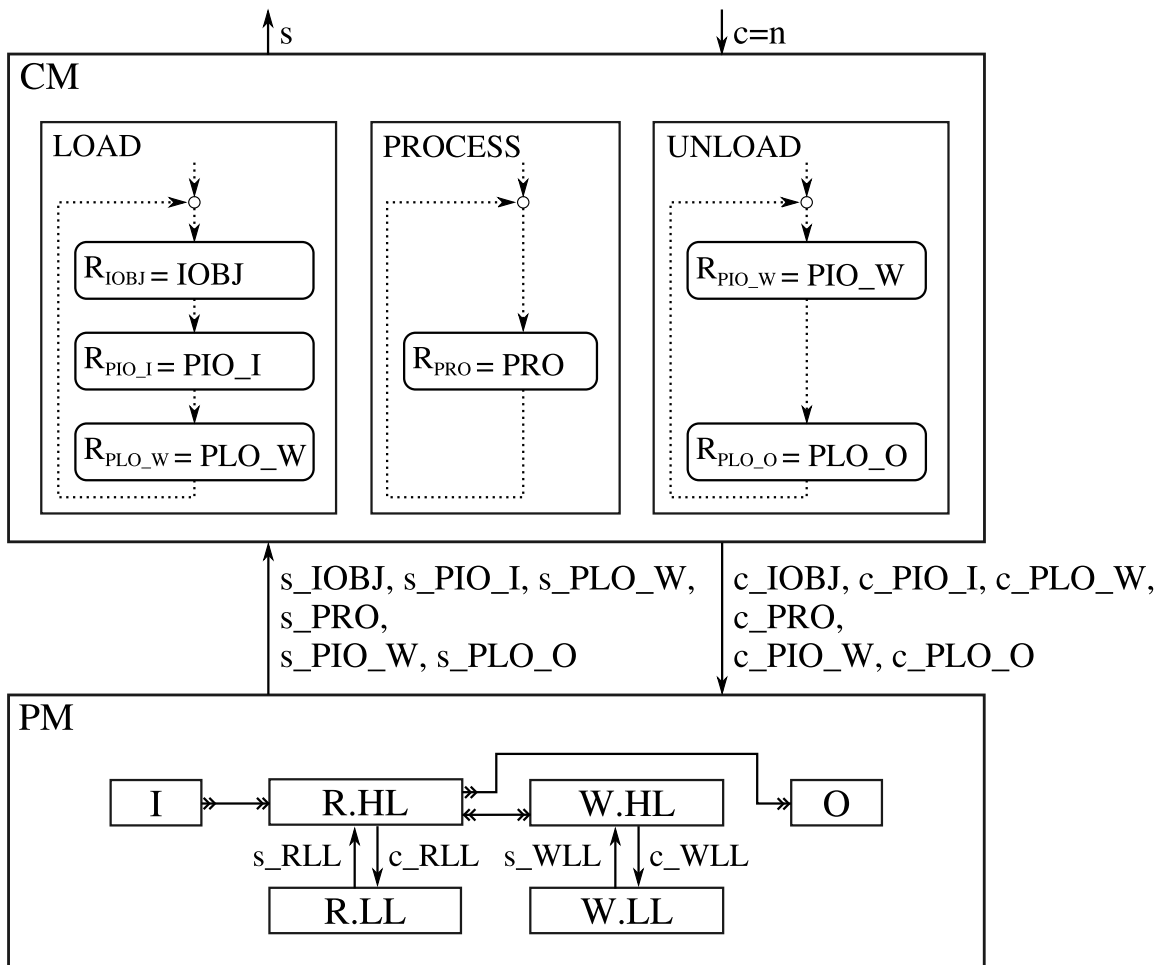 s
c=n
CM
LOAD
PROCESS
UNLOAD
R_IOBJ = IOBJ
R_PIO_W = PIO_W
R_PIO_I = PIO_I
R_PRO = PRO
R_PLO_W = PLO_W
R_PLO_O = PLO_O
s_IOBJ, s_PIO_I, s_PLO_W,
s_PRO,
s_PIO_W, s_PLO_O
c_IOBJ, c_PIO_I, c_PLO_W,
c_PRO,
c_PIO_W, c_PLO_O
PM
I
R.HL
W.HL
O
s_RLL
c_RLL
s_WLL
c_WLL
R.LL
W.LL